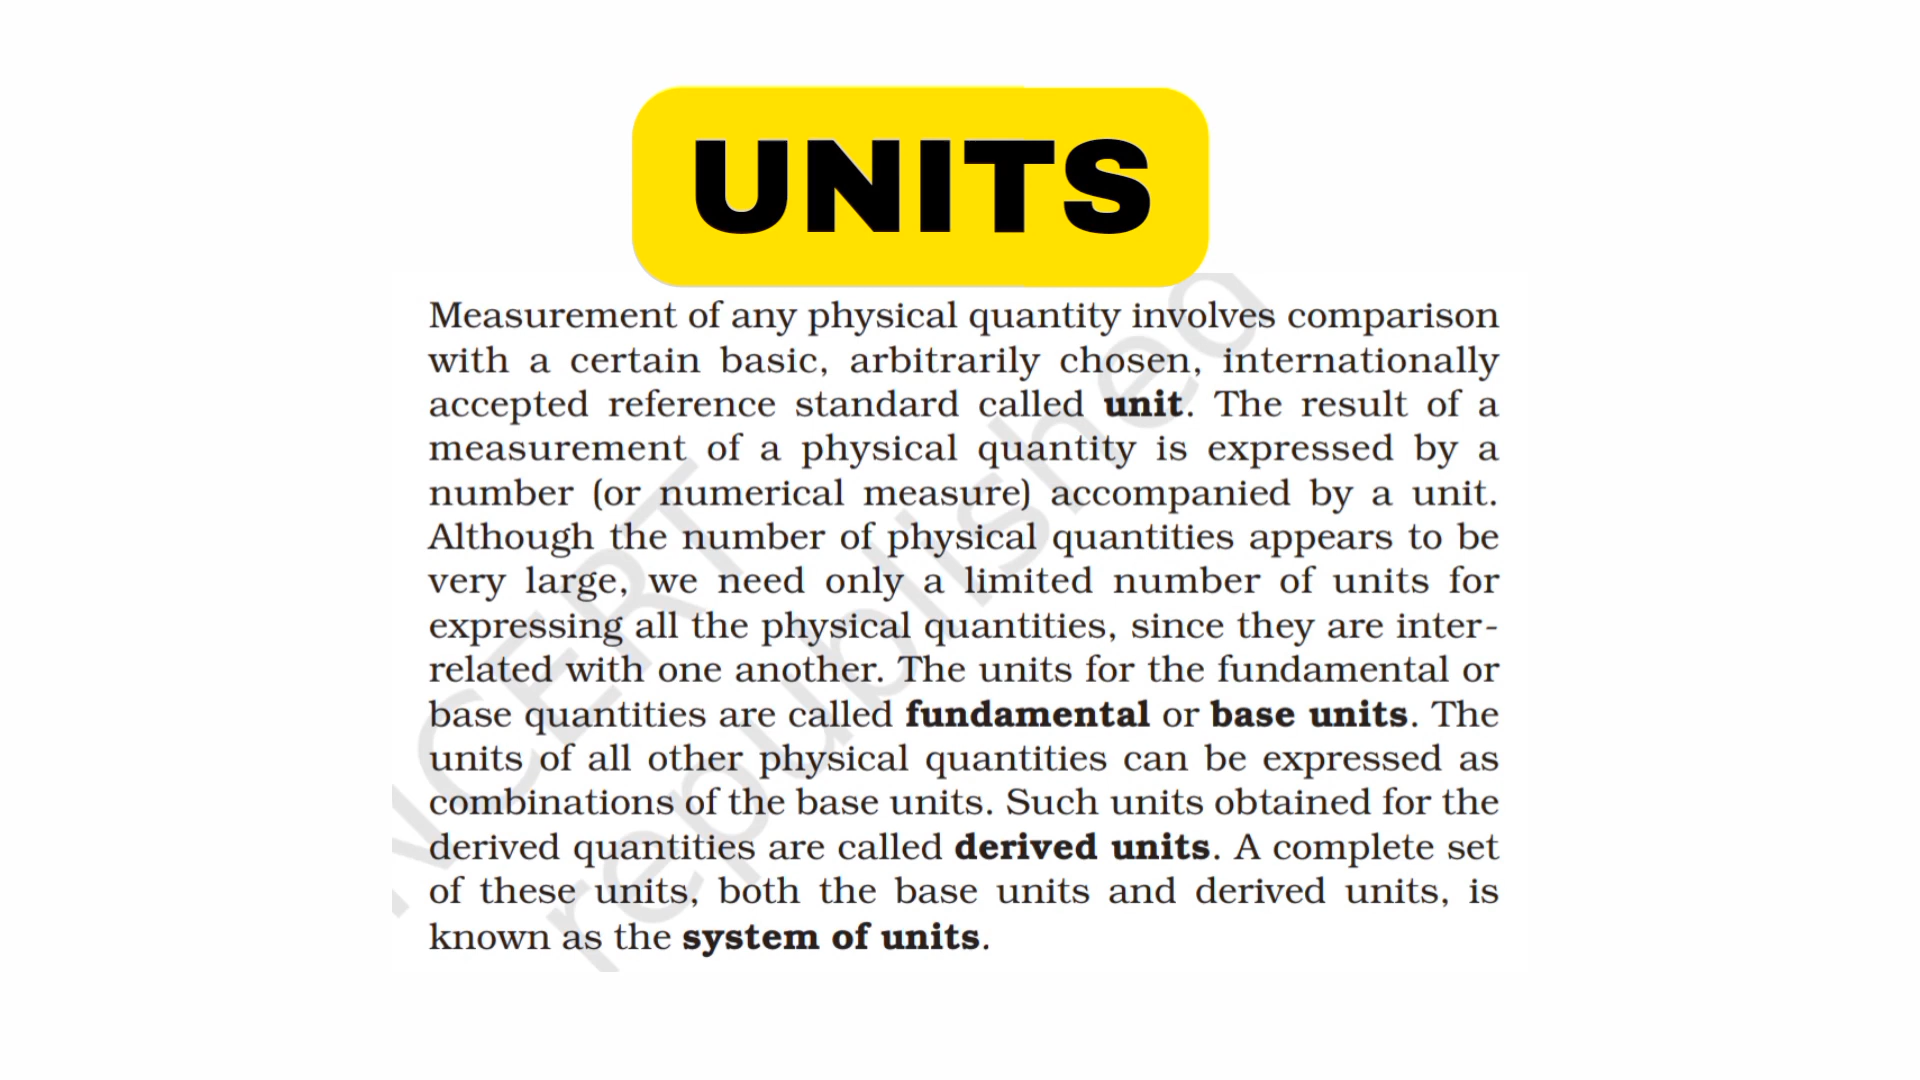 UNITS
Measurement of any physical quantity involves comparison
with a certain basic, arbitrarily chosen, internationally
accepted reference standard called unit. The result of a
measurement of a physical quantity is expressed by a
number (or numerical measure) accompanied by a unit.
Although the number of physical quantities appears to be
very large, we need only a limited number of units for
expressing all the physical quantities, since they are inter-
related with one another. The units for the fundamental or
base quantities are called fundamental or base units. The
units of all other physical quantities can be expressed as
combinations of the base units. Such units obtained for the
derived quantities are called derived units. A complete set
of these units, both the base units and derived units, is
known as the system of units.
NCERT
republished